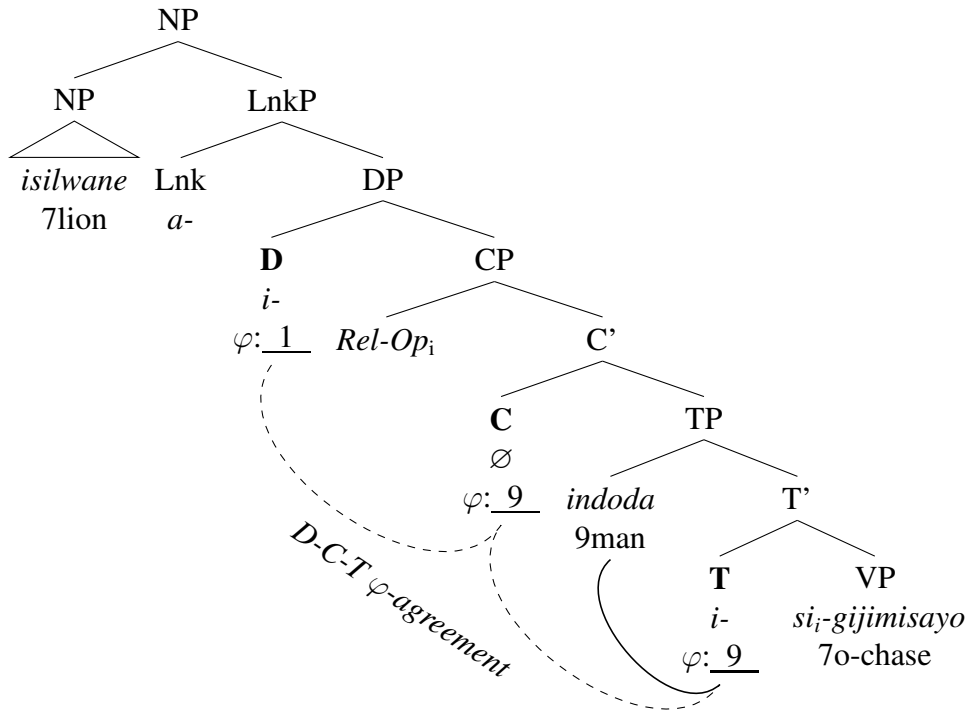 NP
NP LnkP
isilwane Lnk DP
7lion a-
D CP
i-
φ: 1 Rel-Opi C’
C TP
∅
φ: 9 indoda T’
9man
D-C-T φ-agreement
T VP
i- sii-gijimisayo
φ: 9 7o-chase